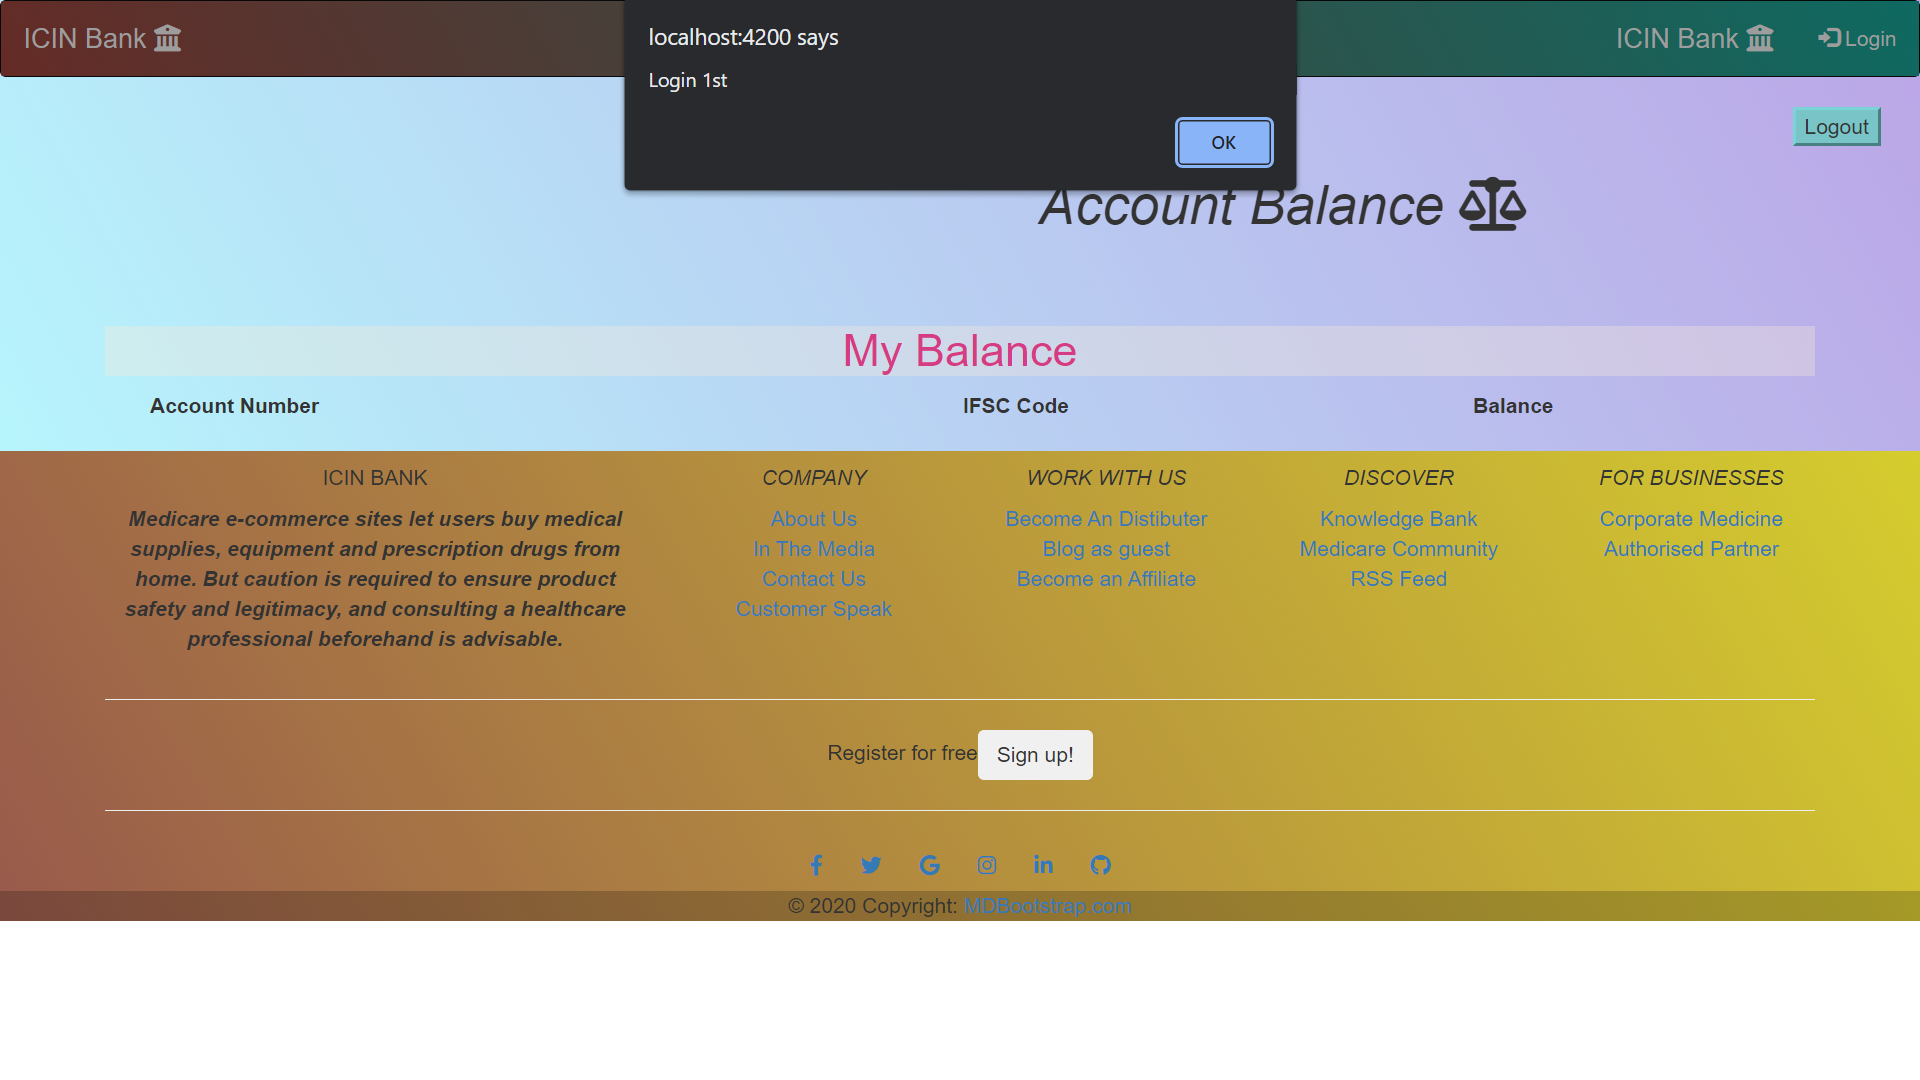 ICIN Bank
localhost:4200 says
Login 1st
OK
ICIN Bank
Login
Logout
Account Balance
My Balance
Account Number IFSC Code Balance
ICIN BANK
Medicare e-commerce sites let users buy medical
supplies, equipment and prescription drugs from
home. But caution is required to ensure product
safety and legitimacy, and consulting a healthcare
professional beforehand is advisable.
COMPANY
About Us
In The Media
Contact Us
Customer Speak
WORK WITH US
Become An Distibuter
Blog as guest
Become an Affiliate
DISCOVER
Knowledge Bank
Medicare Community
RSS Feed
FOR BUSINESSES
Corporate Medicine
Authorised Partner
Register for free Sign up!
© 2020 Copyright: MDBootstrap.com